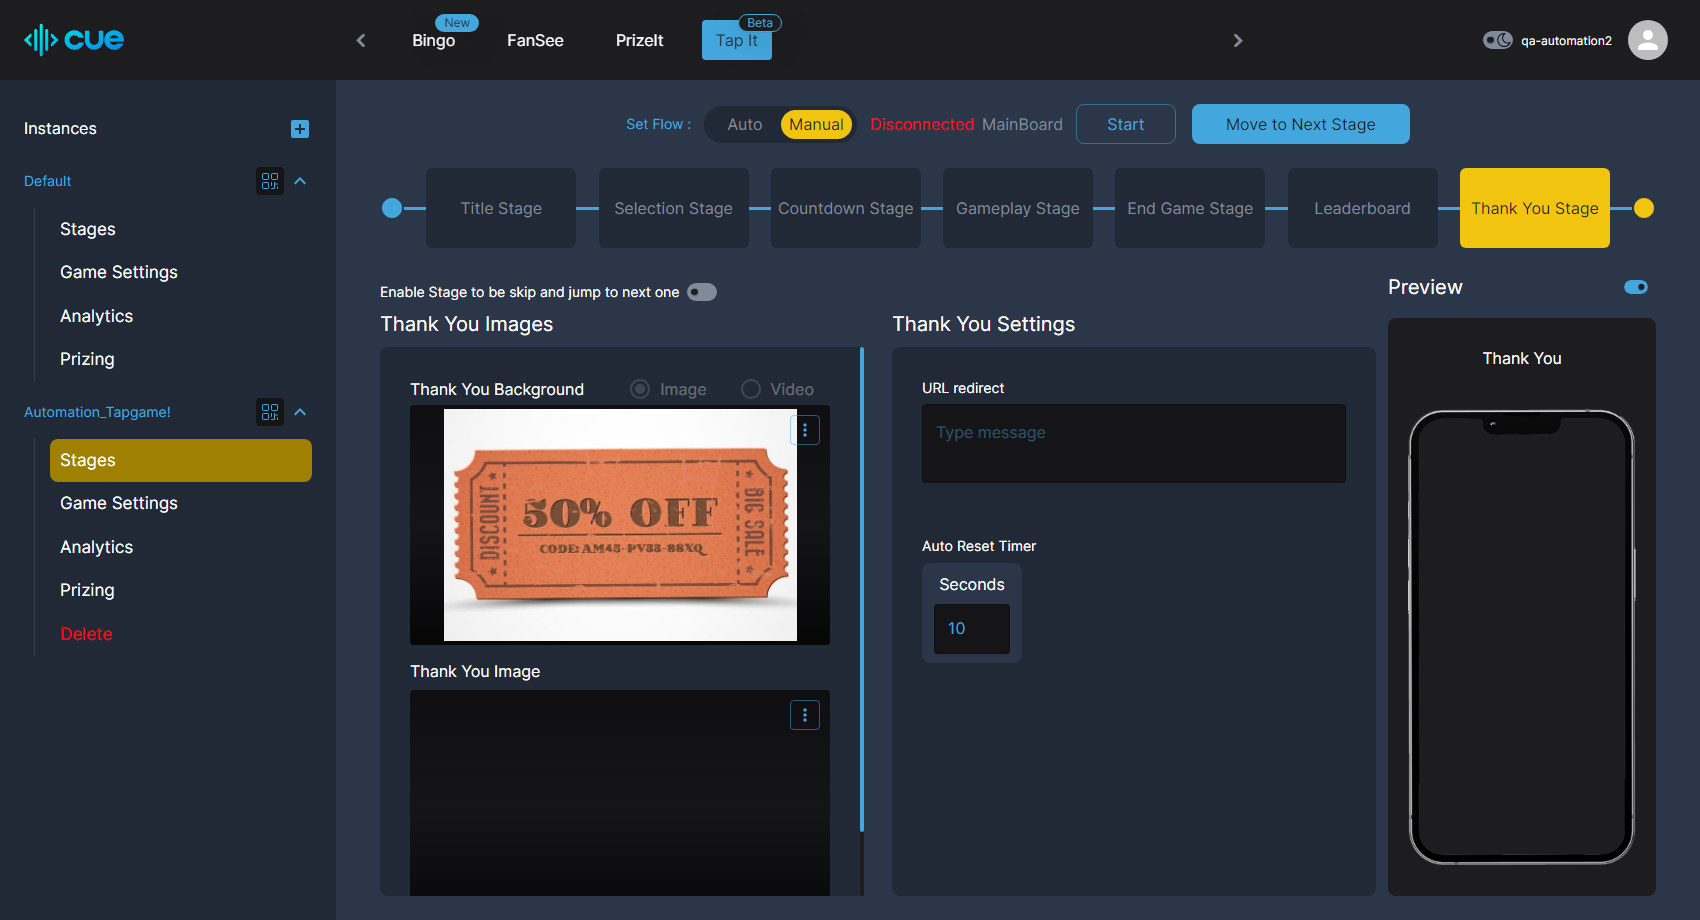 cue
New
Bingo
FanSee
PrizeIt
Beta
Tap It
qa-automation2
Instances
Default
Stages
Game Settings
Analytics
Prizing
Automation_Tapgame!
Stages
Game Settings
Analytics
Prizing
Delete
Set Flow :
Auto
Manual
Disconnected MainBoard
Start
Move to Next Stage
Title Stage
Selection Stage
Countdown Stage
Gameplay Stage
End Game Stage
Leaderboard
Thank You Stage
Enable Stage to be skip and jump to next one
Thank You Images
Thank You Background
Image
Video
DISCOUNT
50% OFF
CODE: AM45-PV55-88XQ
BIG SALE
Thank You Image
Thank You Settings
URL redirect
Type message
Auto Reset Timer
Seconds
10
Preview
Thank You